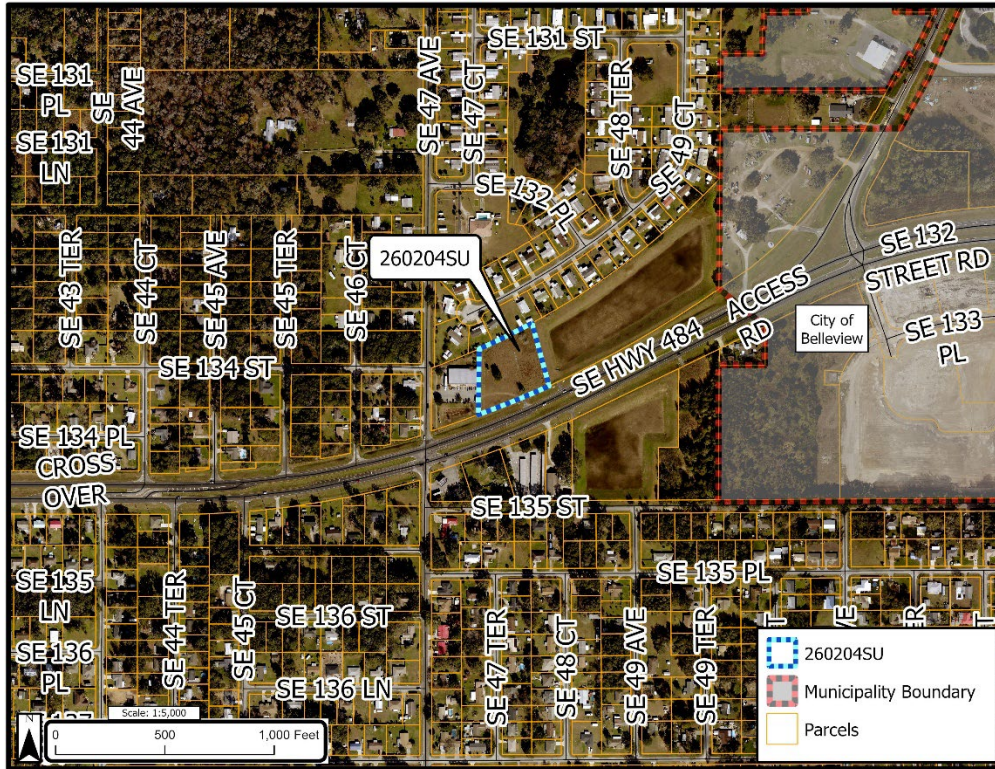 SE 131 ST
SE 131
PL
SE
44 AVE
SE 47 AVE
SE 47 CT
SE 48 TER
SE 49 CT
SE 131
LN
SE 132 PL
260204SU
SE 43 TER
SE 44 CT
SE 45 AVE
SE 45 TER
SE 46 CT
SE 132
STREET RD
SE HWY 484 ACCESS
RD
City of
Belleview
SE 133
PL
SE 134 ST
SE 134 PL
CROSS
OVER
SE 135 ST
SE 135
LN
SE 44 TER
SE 45 CT
SE 136 ST
SE 135 PL
SE 136
PL
SE 136 LN
SE 47 TER
SE 48 CT
SE 49 AVE
SE 49 TER
260204SU
Municipality Boundary
Parcels
N
Scale: 1:5,000
0 500 1,000 Feet